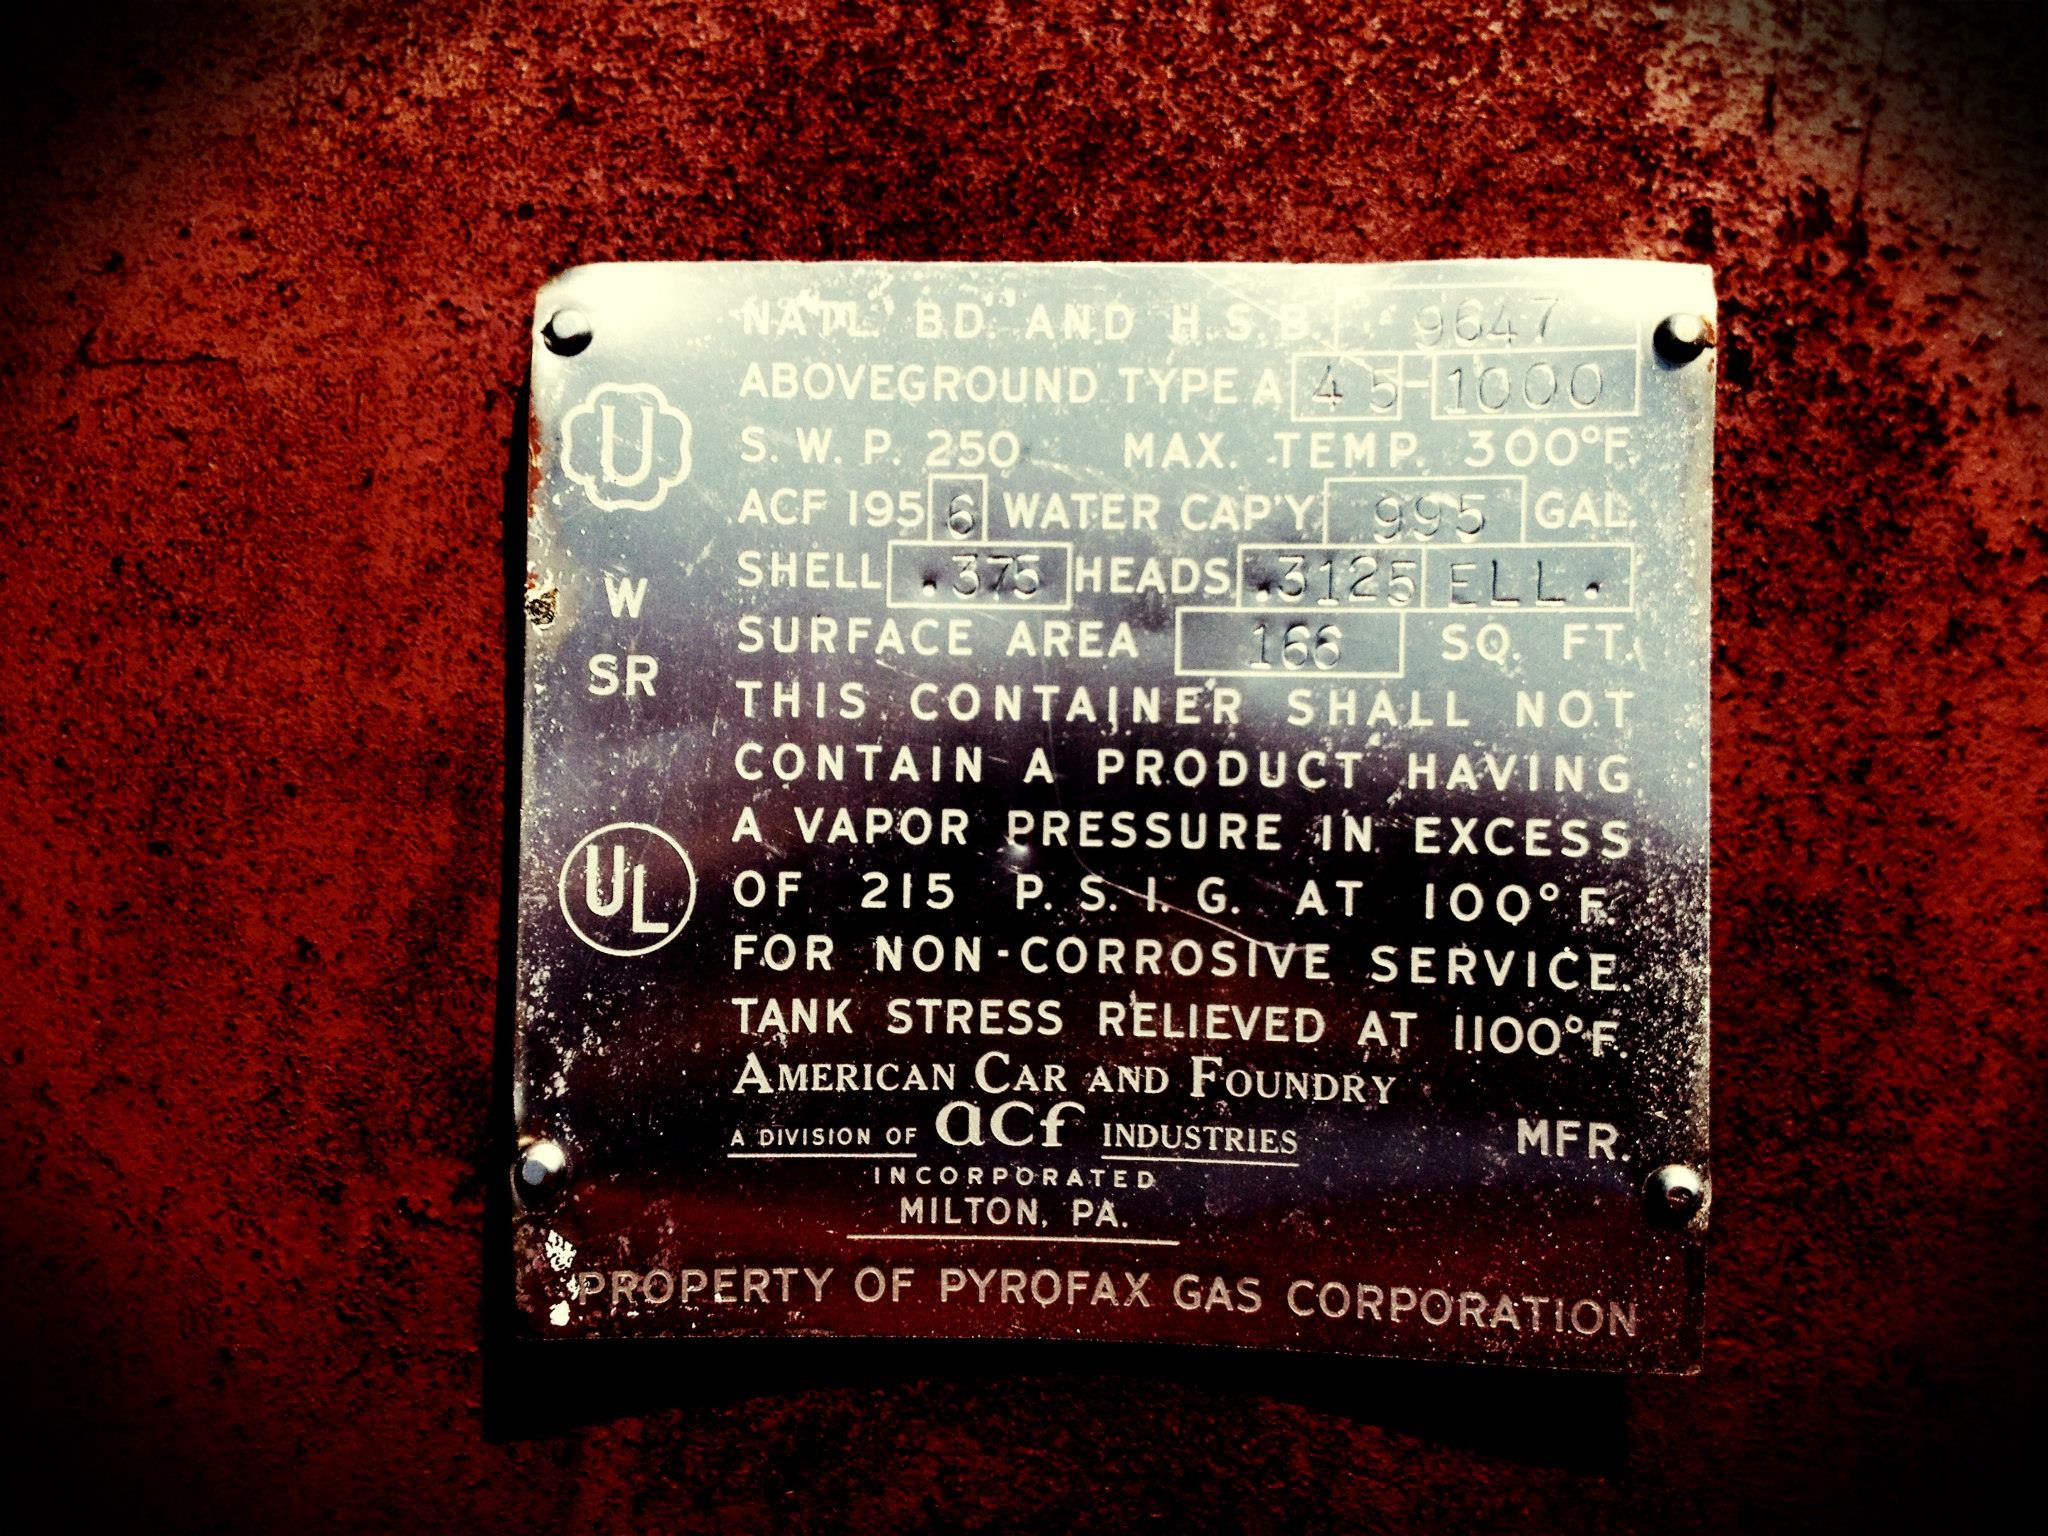 NAT'L BD. AND H.S.B. 9647
ABOVEGROUND TYPE A 45-1000
U
S. W. P. 250 MAX. TEMP. 300°F.
ACF 1956 WATER CAP'Y. 995 GAL.
SHELL .375 HEADS .3125 ELL.
W
SURFACE AREA 166 SQ. FT.
SR
THIS CONTAINER SHALL NOT
CONTAIN A PRODUCT HAVING
A VAPOR PRESSURE IN EXCESS
UL
OF 215 P. S. I. G. AT 100°F.
FOR NON-CORROSIVE SERVICE.
TANK STRESS RELIEVED AT 1100°F.
AMERICAN CAR AND FOUNDRY
A DIVISION OF acf INDUSTRIES MFR.
INCORPORATED
MILTON, PA.
PROPERTY OF PYROFAX GAS CORPORATION